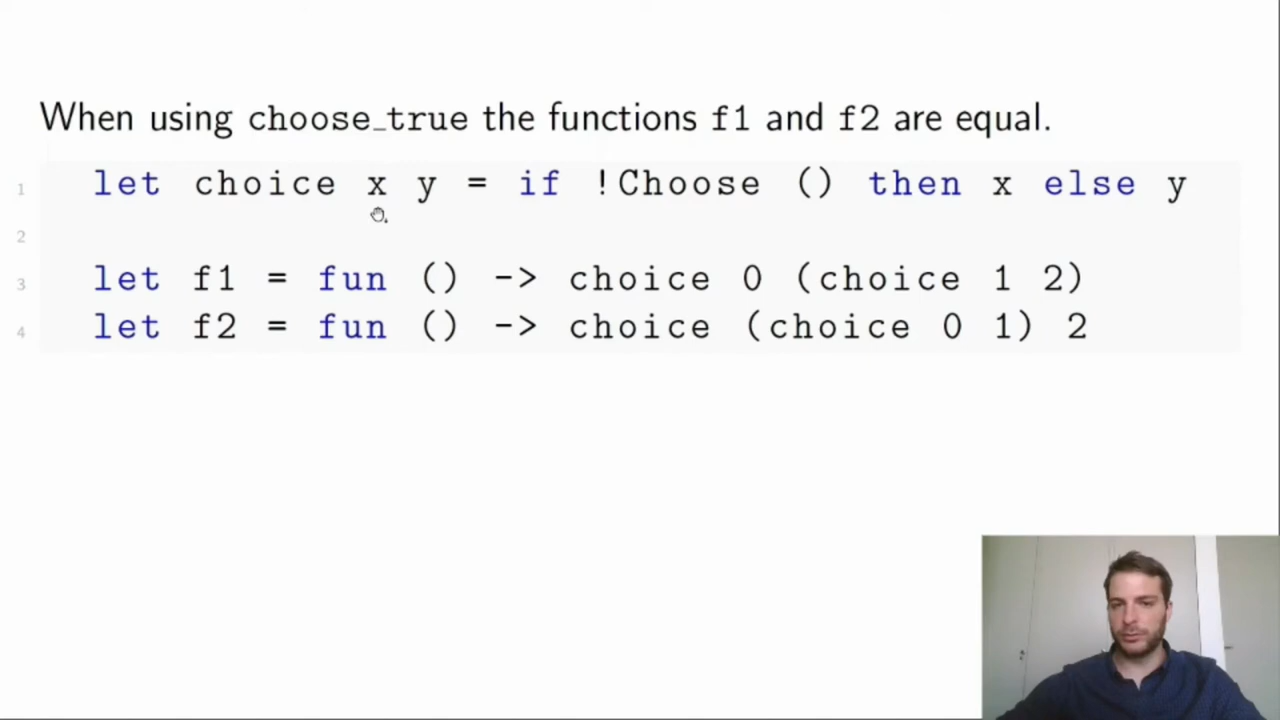 When using choose_true the functions f1 and f2 are equal.
1 let choice x y = if !Choose () then x else y
2
3 let f1 = fun () -> choice 0 (choice 1 2)
4 let f2 = fun () -> choice (choice 0 1) 2